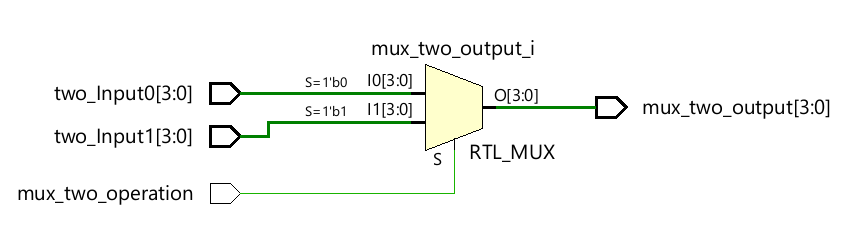 mux_two_output_i
two_Input0[3:0]
S=1'b0
I0[3:0]
two_Input1[3:0]
S=1'b1
I1[3:0]
O[3:0]
mux_two_output[3:0]
S
RTL_MUX
mux_two_operation